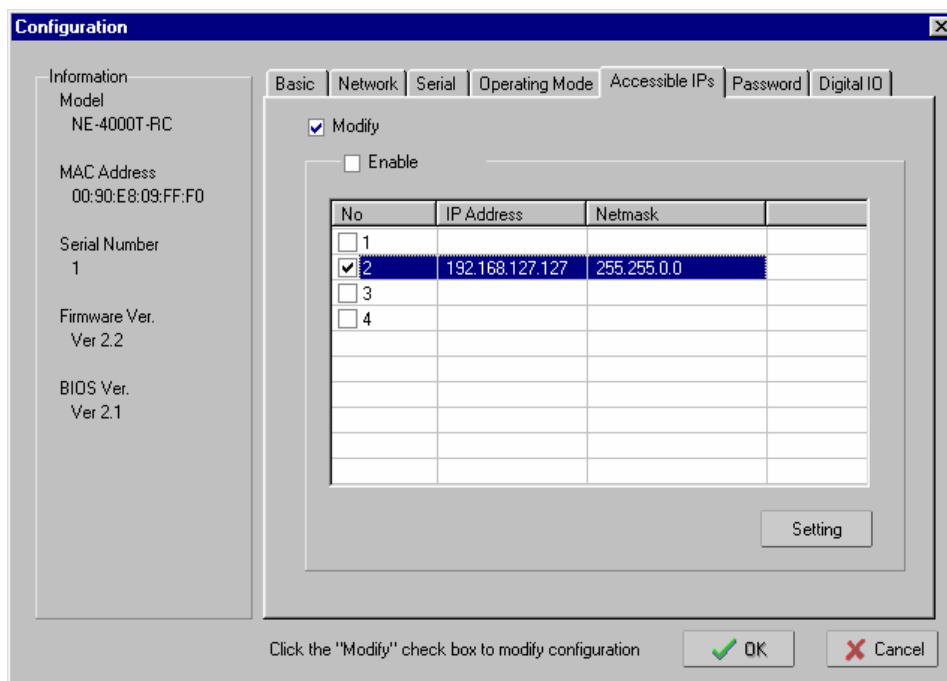 Configuration
Information
Model
NE-4000T-RC
MAC Address
00:90:E8:09:FF:F0
Serial Number
1
Firmware Ver.
Ver 2.2
BIOS Ver.
Ver 2.1
Basic Network Serial Operating Mode Accessible IPs Password Digital IO
Modify
Enable
No IP Address Netmask
1
2 192.168.127.127 255.255.0.0
3
4
Setting
Click the "Modify" check box to modify configuration OK Cancel